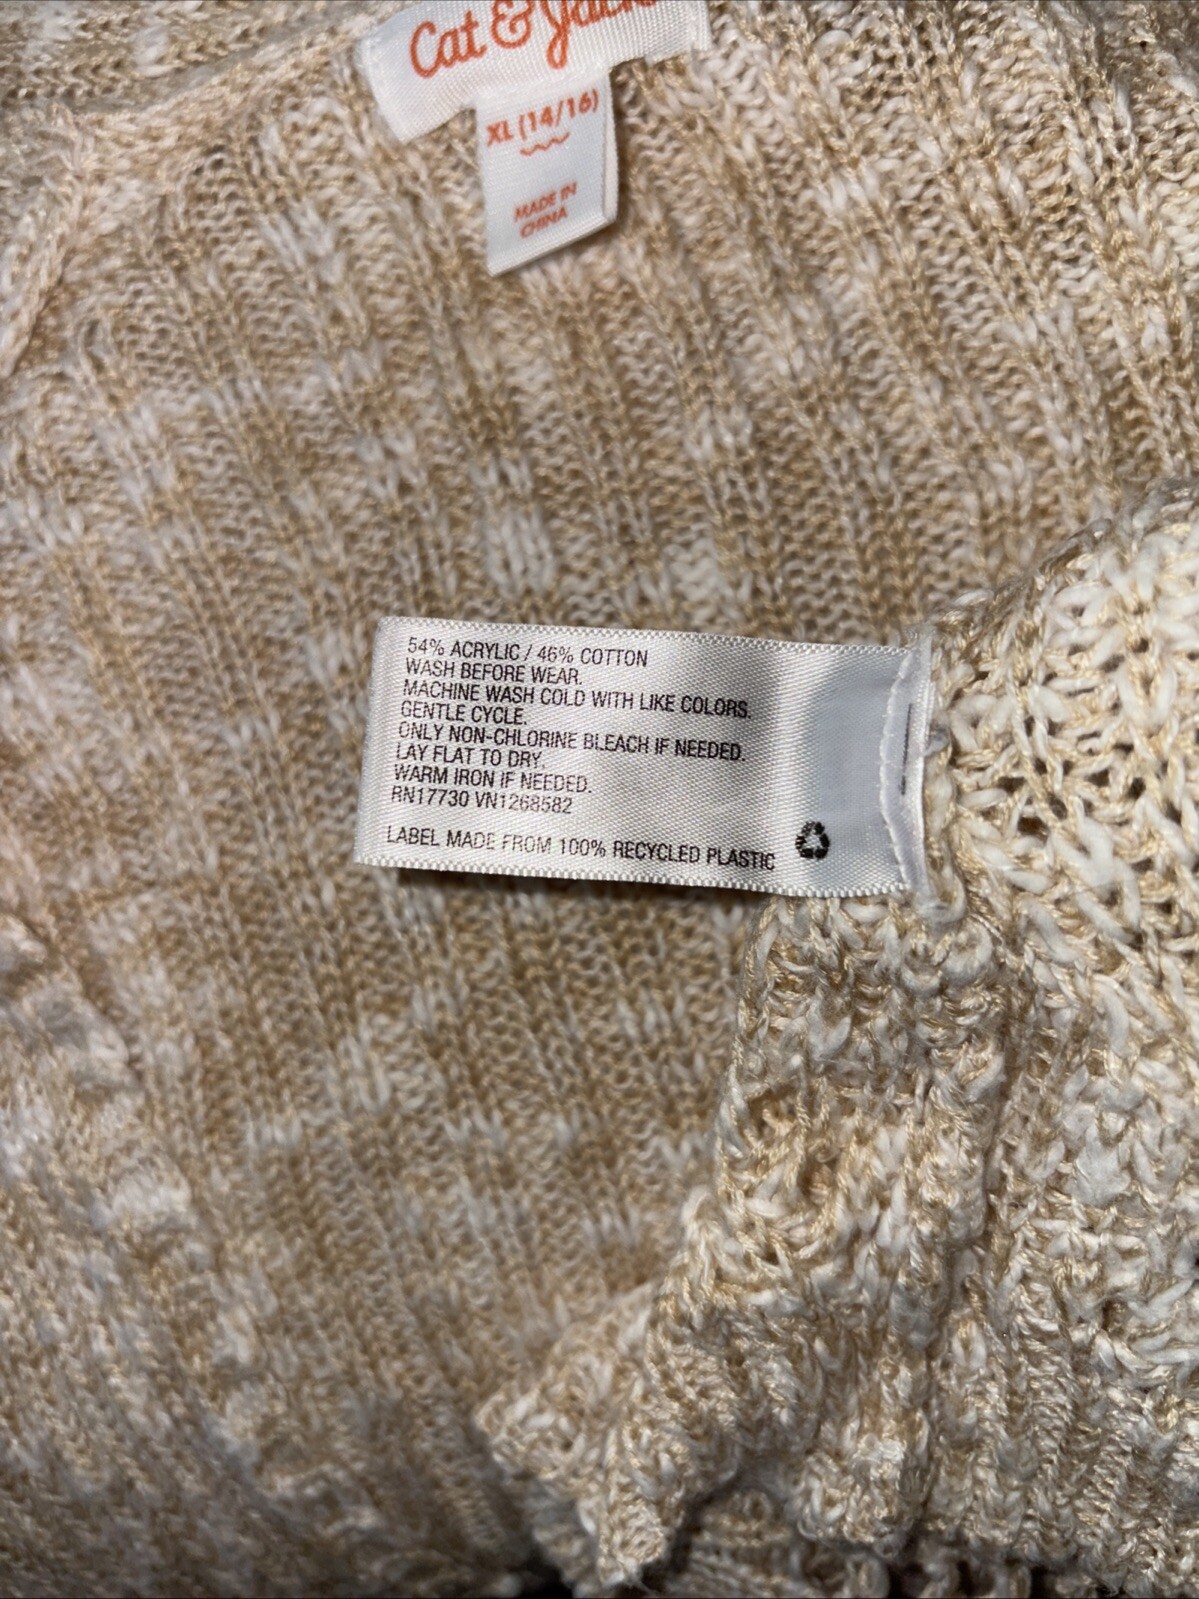 Cat & Jack
XL (14/16)
MADE IN
CHINA
54% ACRYLIC / 46% COTTON
WASH BEFORE WEAR.
MACHINE WASH COLD WITH LIKE COLORS.
GENTLE CYCLE.
ONLY NON-CHLORINE BLEACH IF NEEDED.
LAY FLAT TO DRY.
WARM IRON IF NEEDED.
RN17730 VN1268582
LABEL MADE FROM 100% RECYCLED PLASTIC